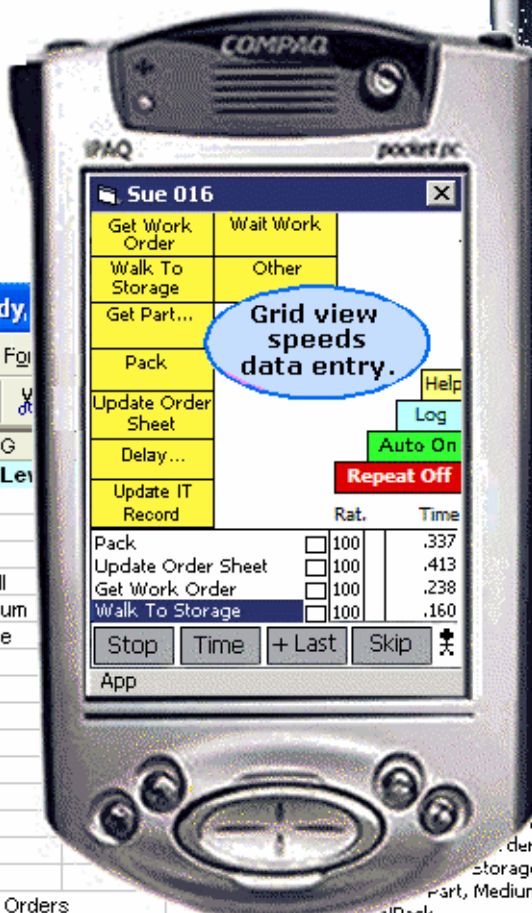 COMPAQ
iPAQ
pocket pc
Sue 016
Get Work
Order
Wait Work
Walk To
Storage
Other
Get Part...
Grid view
speeds
data entry.
Pack
Help
Update Order
Sheet
Log
Delay...
Auto On
Repeat Off
Update IT
Record
Rat.
Time
Pack 100 .337
Update Order Sheet 100 .413
Get Work Order 100 .238
Walk To Storage 100 .160
Stop Time + Last Skip
App
dy,
G
um
e
Orders
Storage
Part, Medium